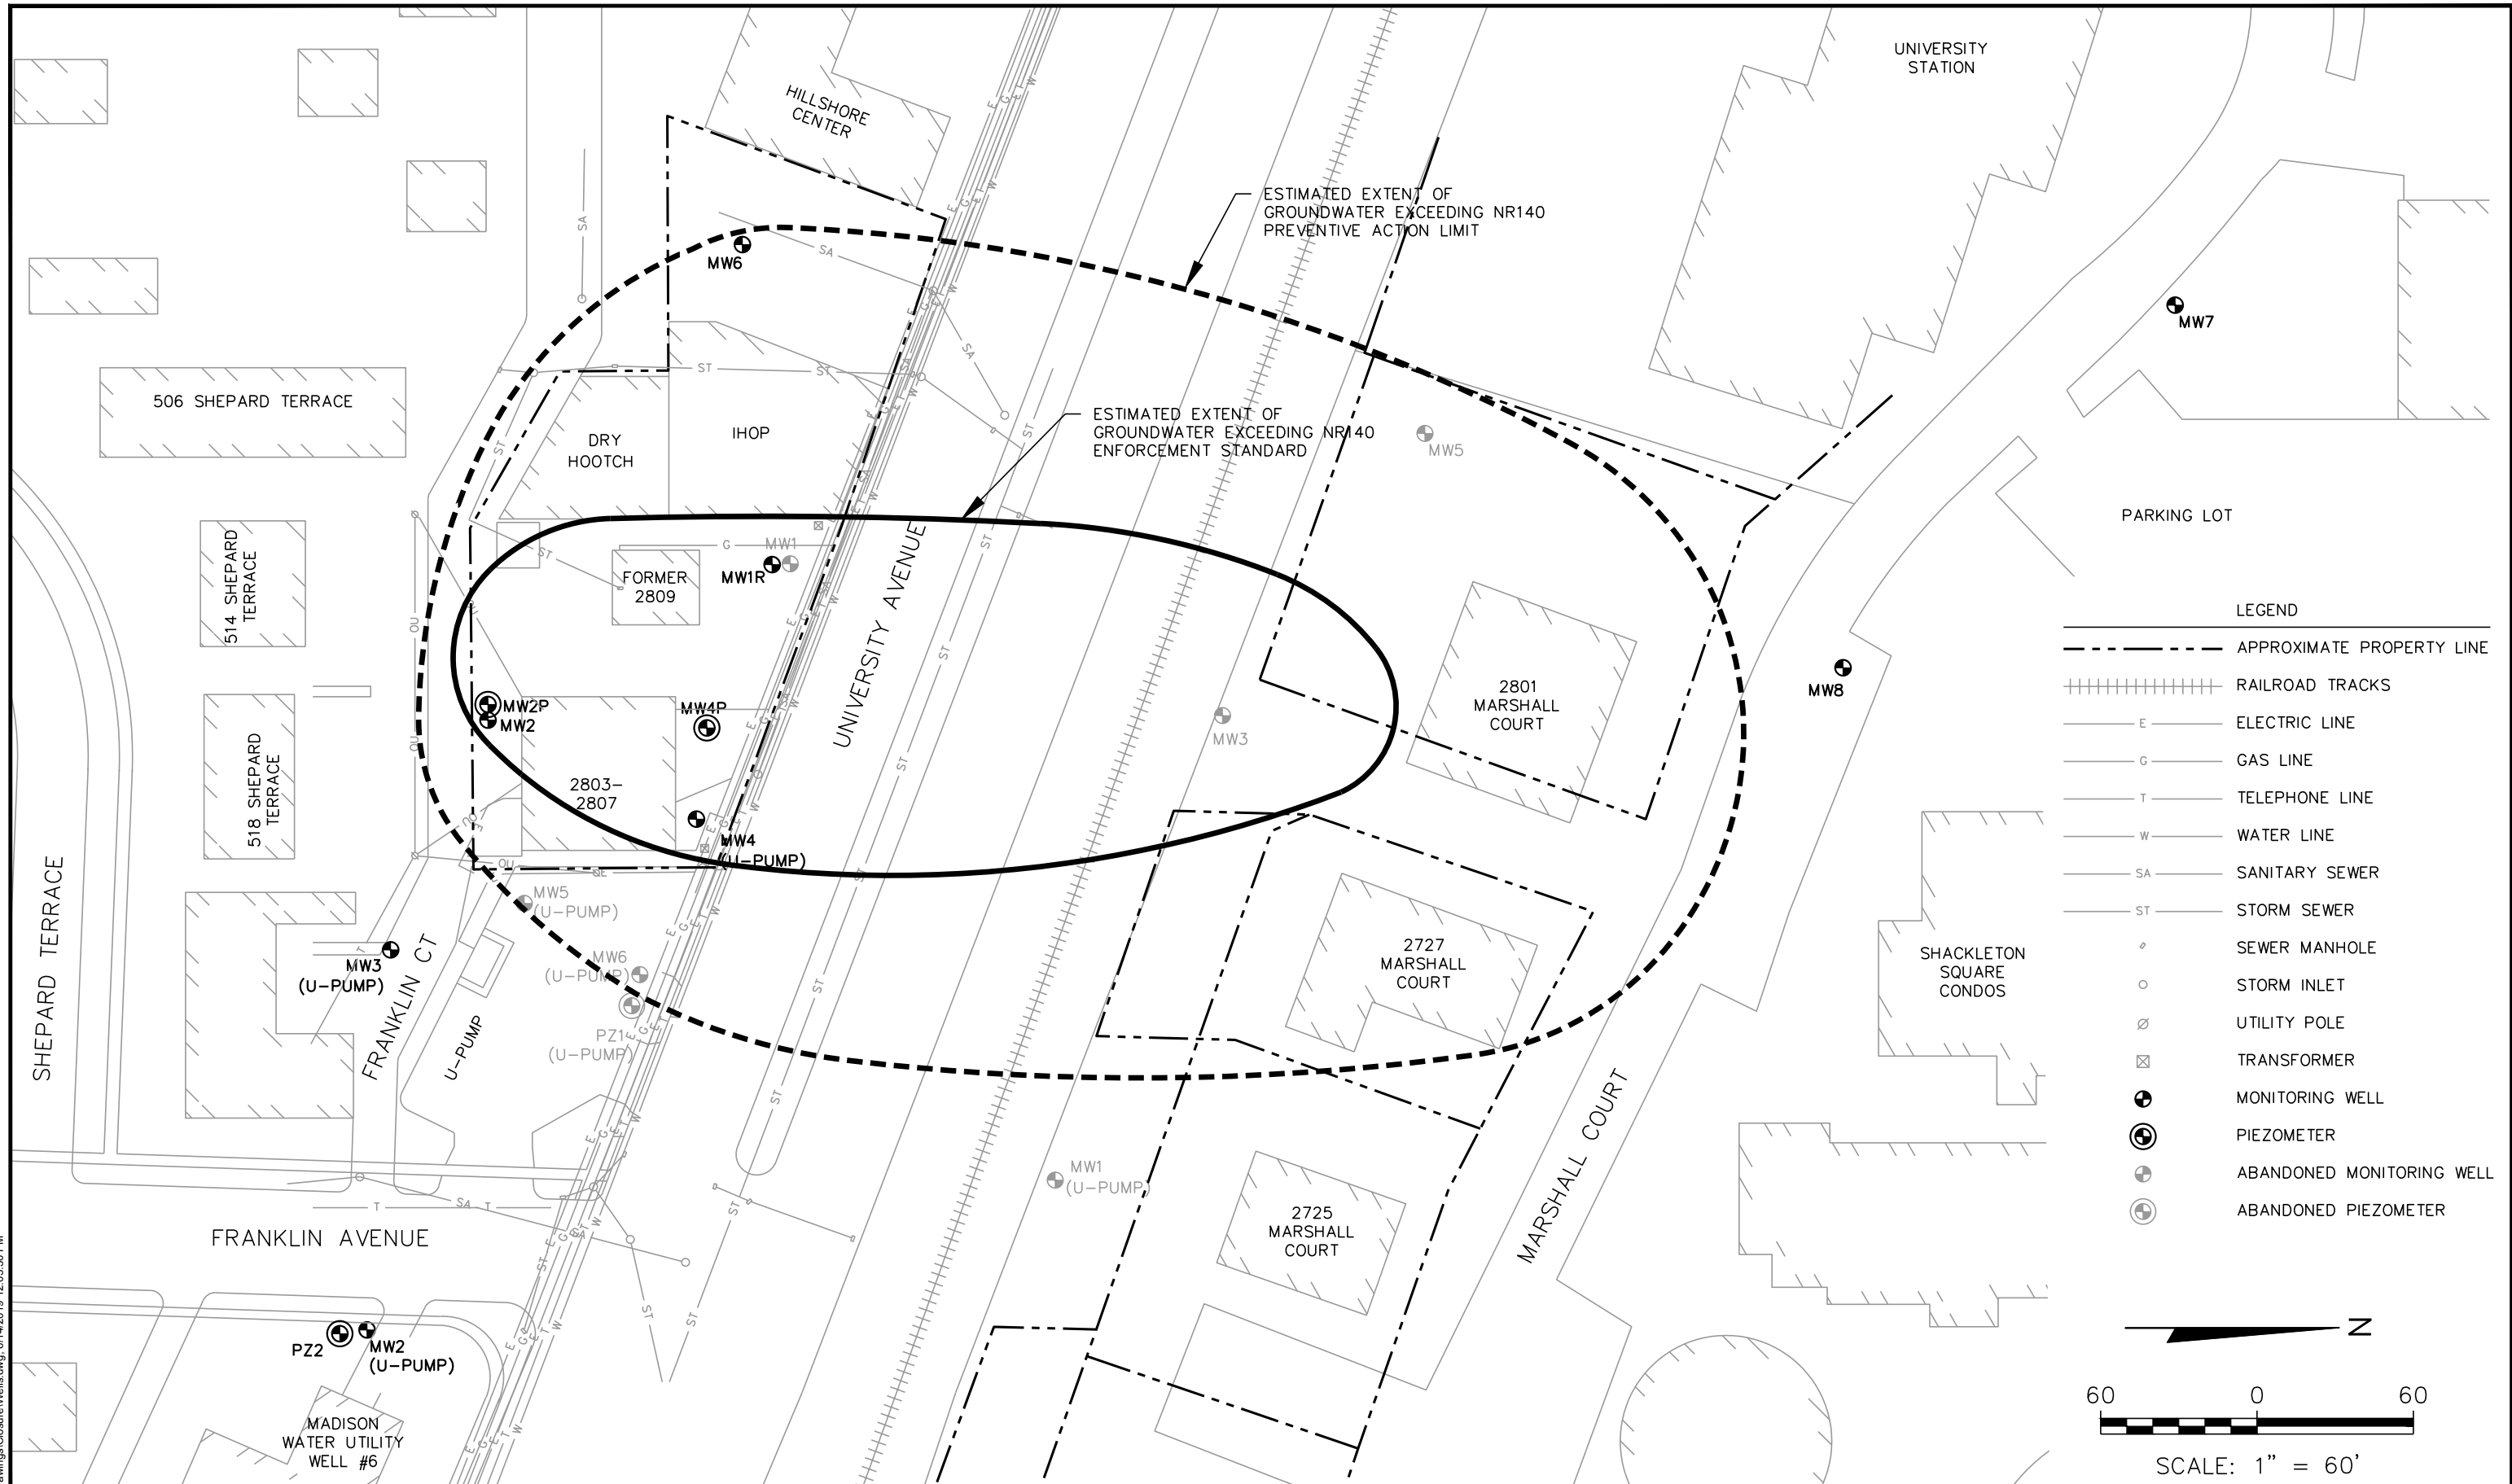 UNIVERSITY
STATION
HILLSHORE
CENTER
ESTIMATED EXTENT OF
GROUNDWATER EXCEEDING NR140
PREVENTIVE ACTION LIMIT
MW6
MW7
506 SHEPARD TERRACE
DRY
HOOTCH
IHOP
ESTIMATED EXTENT OF
GROUNDWATER EXCEEDING NR140
ENFORCEMENT STANDARD
MW5
PARKING LOT
514 SHEPARD
TERRACE
FORMER
2809
MW1
MW1R
UNIVERSITY AVENUE
2801
MARSHALL
COURT
MW8
MW2P
MW2
MW4P
MW3
518 SHEPARD
TERRACE
2803-
2807
MW4
(U-PUMP)
MW5
(U-PUMP)
MW6
(U-PUMP)
PZ1
(U-PUMP)
MW3
(U-PUMP)
SHEPARD TERRACE
FRANKLIN CT
U-PUMP
2727
MARSHALL
COURT
SHACKLETON
SQUARE
CONDOS
MW1
(U-PUMP)
2725
MARSHALL
COURT
MARSHALL COURT
FRANKLIN AVENUE
PZ2
MW2
(U-PUMP)
MADISON
WATER UTILITY
WELL #6
LEGEND
APPROXIMATE PROPERTY LINE
RAILROAD TRACKS
E ELECTRIC LINE
G GAS LINE
T TELEPHONE LINE
W WATER LINE
SA SANITARY SEWER
ST STORM SEWER
SEWER MANHOLE
STORM INLET
UTILITY POLE
TRANSFORMER
MONITORING WELL
PIEZOMETER
ABANDONED MONITORING WELL
ABANDONED PIEZOMETER
N
60 0 60
SCALE: 1" = 60'